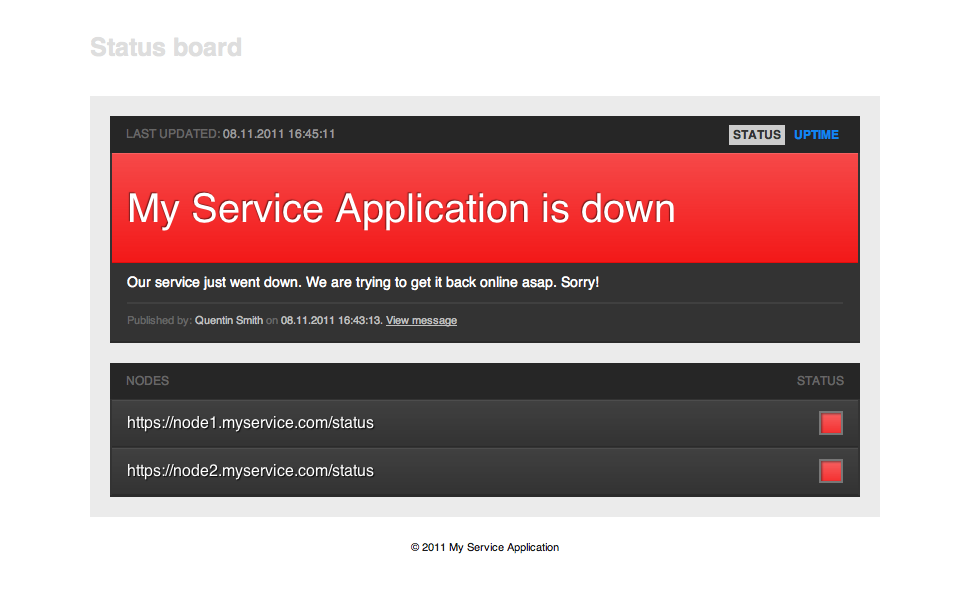 Status board
LAST UPDATED: 08.11.2011 16:45:11 STATUS UPTIME
My Service Application is down
Our service just went down. We are trying to get it back online asap. Sorry!
Published by: Quentin Smith on 08.11.2011 16:43:13. View message
NODES STATUS
https://node1.myservice.com/status
https://node2.myservice.com/status
© 2011 My Service Application